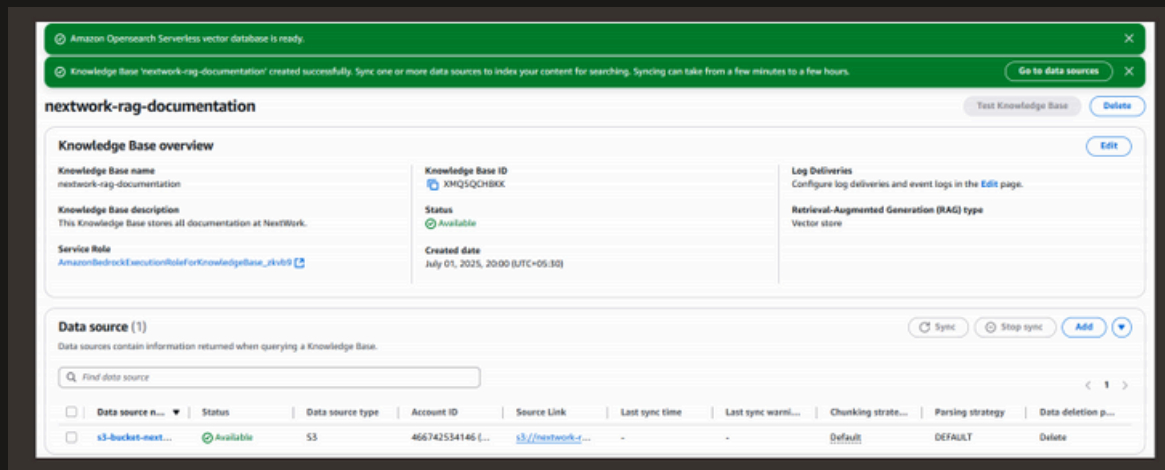 Amazon Opensearch Serverless vector database is ready.
Knowledge Base 'nextwork-rag-documentation' created successfully. Sync one or more data sources to index your content for searching. Syncing can take from a few minutes to a few hours. Go to data sources
nextwork-rag-documentation Test Knowledge Base Delete
Knowledge Base overview Edit
Knowledge Base name Knowledge Base ID Log Deliveries
nextwork-rag-documentation XMQSQCHBKK Configure log deliveries and event logs in the Edit page.
Knowledge Base description Status Retrieval-Augmented Generation (RAG) type
This Knowledge Base stores all documentation at NextWork. Available Vector store
Service Role Created date
AmazonBedrockExecutionRoleForKnowledgeBase_zkvb9 July 01, 2025, 20:00 (UTC+05:30)
Data source (1) Sync Stop sync Add
Data sources contain information returned when querying a Knowledge Base.
Find data source 1
Data source n... Status Data source type Account ID Source Link Last sync time Last sync warni... Chunking strate... Parsing strategy Data deletion p...
s3-bucket-next... Available S3 466742534146 (... s3://nextwork-r... - - Default DEFAULT Delete